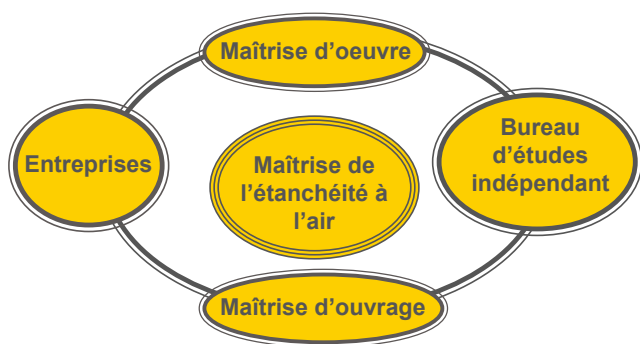 Maîtrise d'oeuvre
Entreprises
Maîtrise de
l'étanchéité à
l'air
Bureau
d'études
indépendant
Maîtrise d'ouvrage